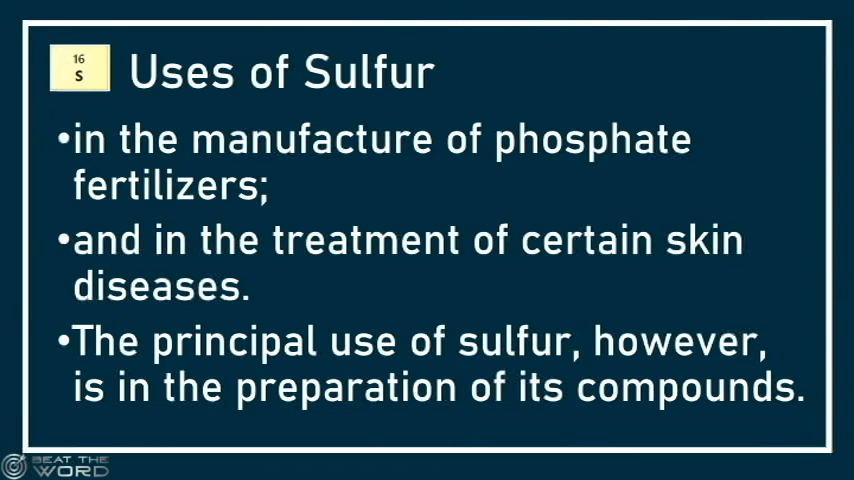 16
S
Uses of Sulfur
•in the manufacture of phosphate
fertilizers;
•and in the treatment of certain skin
diseases.
•The principal use of sulfur, however,
is in the preparation of its compounds.
BEAT THE
WORD